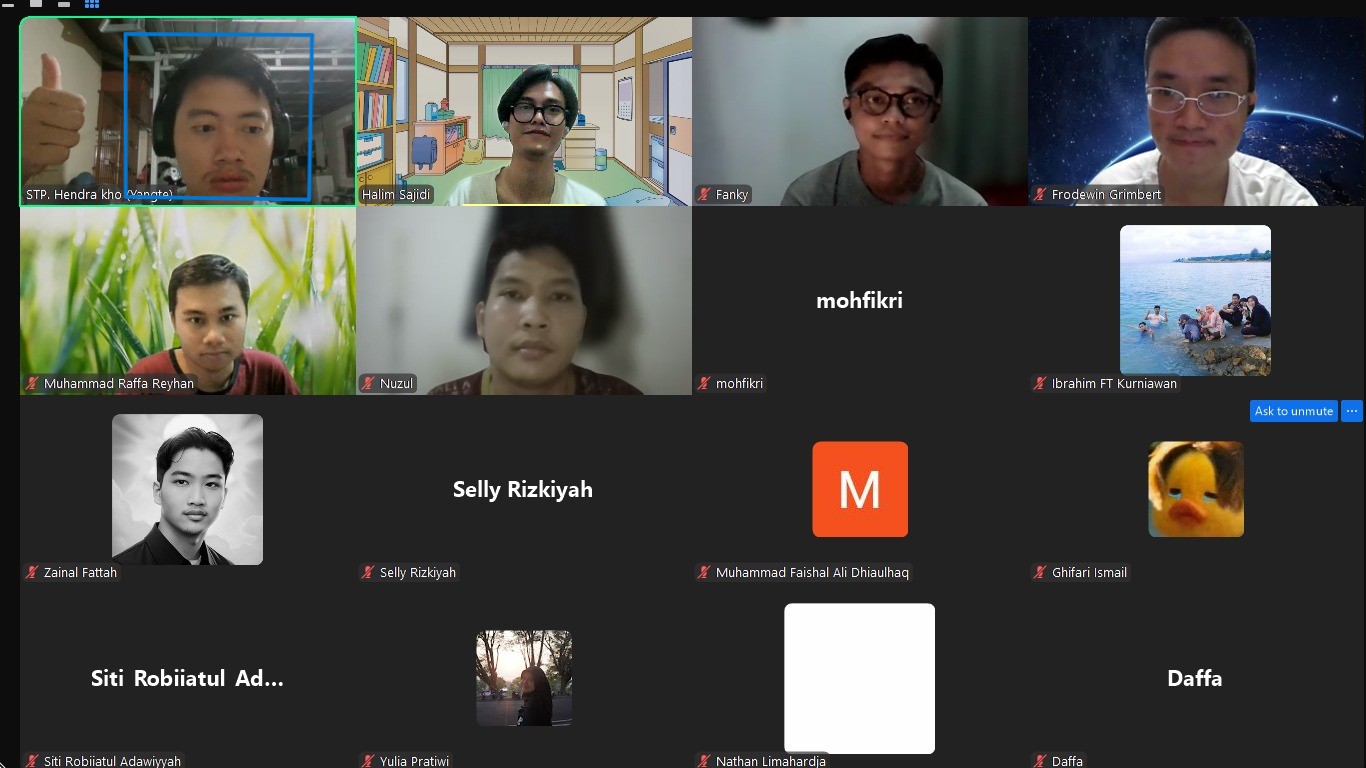 STP. Hendra kho (Yangte)
Halim Sajidi
Fanky
Frodewin Grimbert
Muhammad Raffa Reyhan
Nuzul
mohfikri
mohfikri
Ibrahim FT Kurniawan
Ask to unmute ...
Zainal Fattah
Selly Rizkiyah
Selly Rizkiyah
M
Muhammad Faishal Ali Dhiaulhaq
Ghifari Ismail
Siti Robiiatul Ad...
Siti Robiiatul Adawiyyah
Yulia Pratiwi
Nathan Limahardja
Daffa
Daffa